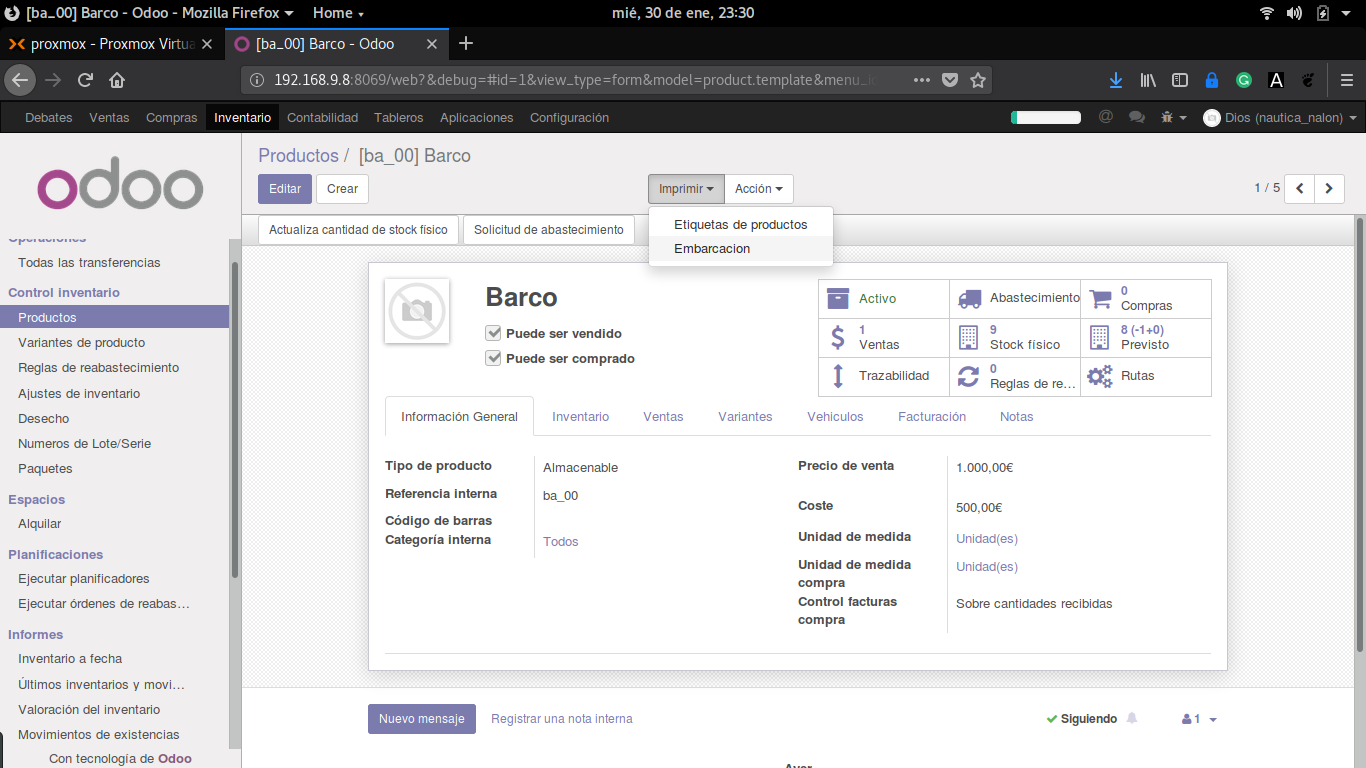 [ba_00] Barco - Odoo - Mozilla Firefox
Home
mié, 30 de ene, 23:30
proxmox - Proxmox Virtua
[ba_00] Barco - Odoo
192.168.9.8:8069/web?&debug=#id=1&view_type=form&model=product.template&menu_i
Debates Ventas Compras Inventario Contabilidad Tableros Aplicaciones Configuración
@
Dios (nautica_nalon)
odoo
Productos / [ba_00] Barco
Editar Crear
Imprimir Acción
1 / 5
Etiquetas de productos
Embarcacion
Actualiza cantidad de stock físico
Solicitud de abastecimiento
Operaciones
Todas las transferencias
Control inventario
Productos
Variantes de producto
Reglas de reabastecimiento
Ajustes de inventario
Desecho
Numeros de Lote/Serie
Paquetes
Espacios
Alquilar
Planificaciones
Ejecutar planificadores
Ejecutar órdenes de reabas…
Informes
Inventario a fecha
Últimos inventarios y movi…
Valoración del inventario
Movimientos de existencias
Con tecnología de Odoo
Barco
Puede ser vendido
Puede ser comprado
Activo
Abastecimiento
0
Compras
1
Ventas
9
Stock físico
8 (-1+0)
Previsto
Trazabilidad
0
Reglas de re…
Rutas
Información General Inventario Ventas Variantes Vehiculos Facturación Notas
Tipo de producto Almacenable
Referencia interna ba_00
Código de barras
Categoría interna Todos
Precio de venta 1.000,00€
Coste 500,00€
Unidad de medida Unidad(es)
Unidad de medida compra Unidad(es)
Control facturas compra Sobre cantidades recibidas
Nuevo mensaje
Registrar una nota interna
Siguiendo
1
Ayer